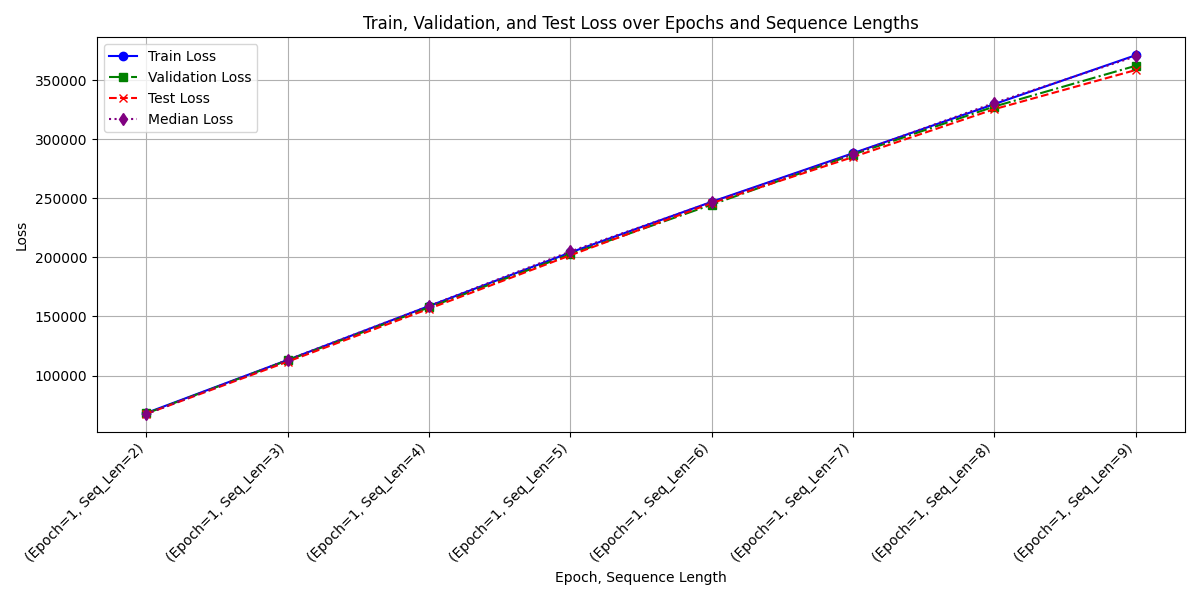 Train, Validation, and Test Loss over Epochs and Sequence Lengths
Train Loss
Validation Loss
Test Loss
Median Loss
Loss
350000
300000
250000
200000
150000
100000
(Epoch=1, Seq_Len=2)
(Epoch=1, Seq_Len=3)
(Epoch=1, Seq_Len=4)
(Epoch=1, Seq_Len=5)
(Epoch=1, Seq_Len=6)
(Epoch=1, Seq_Len=7)
(Epoch=1, Seq_Len=8)
(Epoch=1, Seq_Len=9)
Epoch, Sequence Length